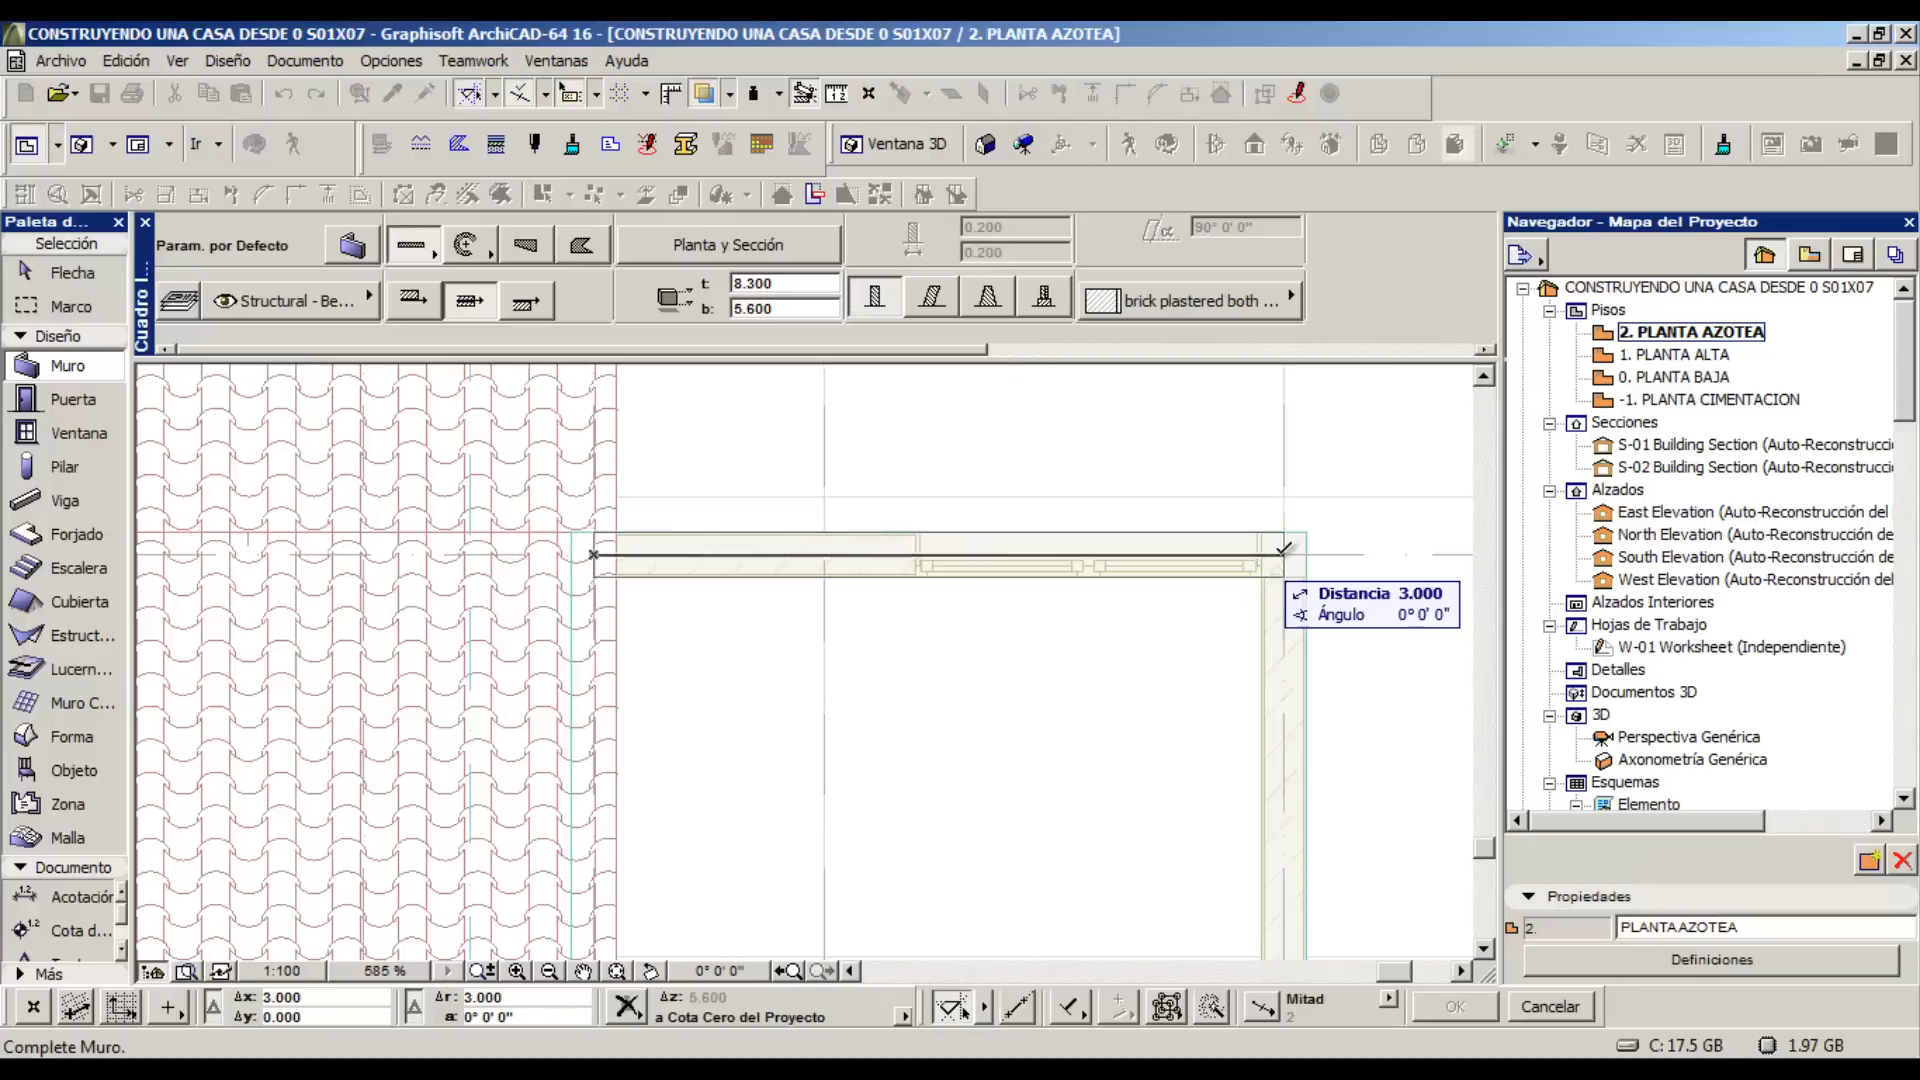 CONSTRUYENDO UNA CASA DESDE 0 S01X07 - Graphisoft ArchiCAD-64 16 - [CONSTRUYENDO UNA CASA DESDE 0 S01X07 / 2. PLANTA AZOTEA]
Archivo Edición Ver Diseño Documento Opciones Teamwork Ventanas Ayuda
Ir
Ventana 3D
Paleta d...
Selección
Flecha
Marco
Diseño
Muro
Puerta
Ventana
Pilar
Viga
Forjado
Escalera
Cubierta
Estruct...
Lucern...
Muro C...
Forma
Objeto
Zona
Malla
Documento
Acotación
Cota d...
Más
Cuadro I...
Param. por Defecto
Planta y Sección
0.200
0.200
90° 0' 0"
Structural - Be...
t: 8.300
b: 5.600
brick plastered both ...
Distancia 3.000
Ángulo 0° 0' 0"
Navegador - Mapa del Proyecto
CONSTRUYENDO UNA CASA DESDE 0 S01X07
Pisos
2. PLANTA AZOTEA
1. PLANTA ALTA
0. PLANTA BAJA
-1. PLANTA CIMENTACION
Secciones
S-01 Building Section (Auto-Reconstrucci
S-02 Building Section (Auto-Reconstrucci
Alzados
East Elevation (Auto-Reconstrucción del
North Elevation (Auto-Reconstrucción de
South Elevation (Auto-Reconstrucción de
West Elevation (Auto-Reconstrucción del
Alzados Interiores
Hojas de Trabajo
W-01 Worksheet (Independiente)
Detalles
Documentos 3D
3D
Perspectiva Genérica
Axonometría Genérica
Esquemas
Elemento
Propiedades
2. PLANTA AZOTEA
Definiciones
1:100 585 % 0° 0' 0"
Δx: 3.000
Δy: 0.000
Δr: 3.000
a: 0° 0' 0"
Δz: 5.600
a Cota Cero del Proyecto
Mitad
2
OK
Cancelar
Complete Muro.
C: 17.5 GB
1.97 GB